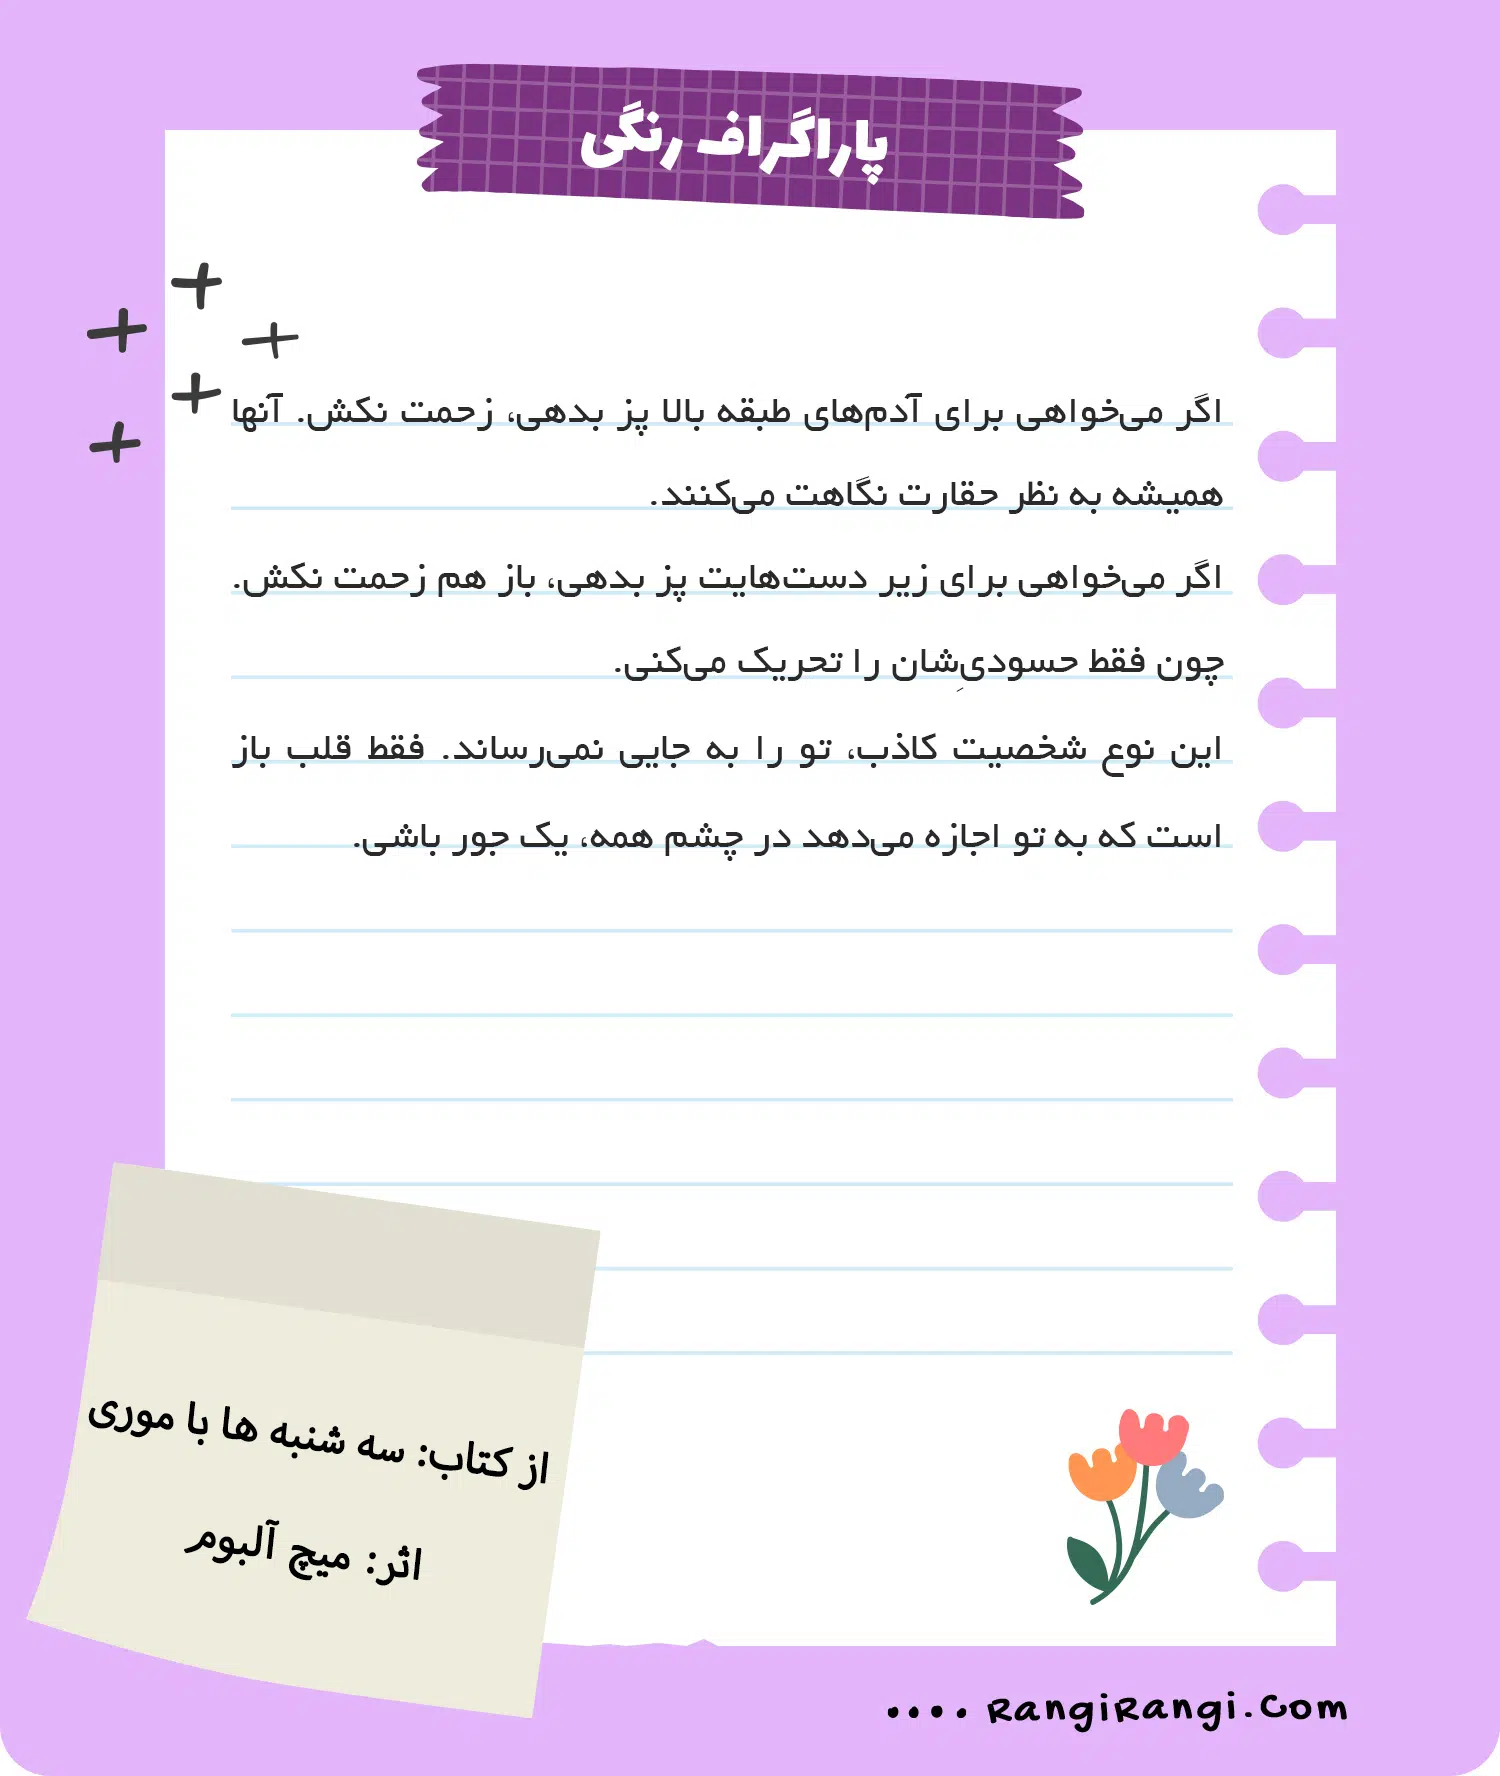 پاراگراف رنگی
اگر می‌خواهی برای آدم‌های طبقه بالا پز بدهی، زحمت نکش. آنها
همیشه به نظر حقارت نگاهت می‌کنند.
اگر می‌خواهی برای زیر دست‌هایت پز بدهی، باز هم زحمت نکش.
چون فقط حسودیِ‌شان را تحریک می‌کنی.
این نوع شخصیت کاذب، تو را به جایی نمی‌رساند. فقط قلب باز
است که به تو اجازه می‌دهد در چشم همه، یک جور باشی.
از کتاب: سه شنبه ها با موری
اثر: میچ آلبوم
RangiRangi.com